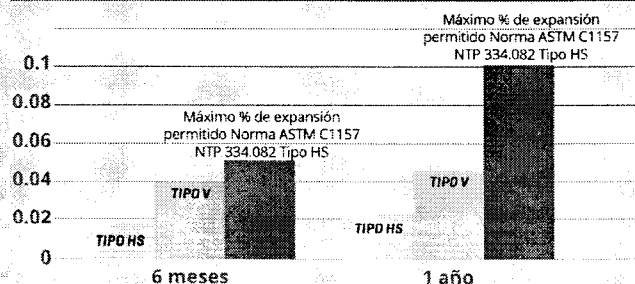 Máximo % de expansión
permitido Norma ASTM C1157
NTP 334.082 Tipo HS
0.1
0.08
Máximo % de expansión
permitido Norma ASTM C1157
NTP 334.082 Tipo HS
0.06
0.04
TIPO V
TIPO V
0.02
TIPO HS
TIPO HS
0
6 meses
1 año